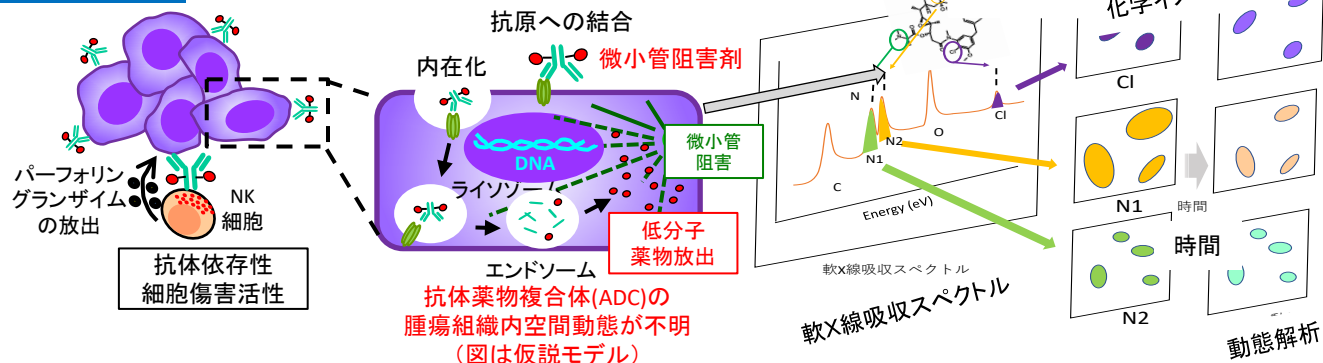 抗原への結合
微小管阻害剤
内在化
微小管
阻害
DNA
ライソソーム
パーフォリン
グランザイム
の放出
NK
細胞
抗体依存性
細胞傷害活性
低分子
薬物放出
エンドソーム
抗体薬物複合体(ADC)の
腫瘍組織内空間動態が不明
(図は仮説モデル)
N
Cl
O
N2
N1
C
Energy (eV)
軟X線吸収スペクトル
軟X線吸収スペクトル
Cl
N1
時間
時間
N2
動態解析